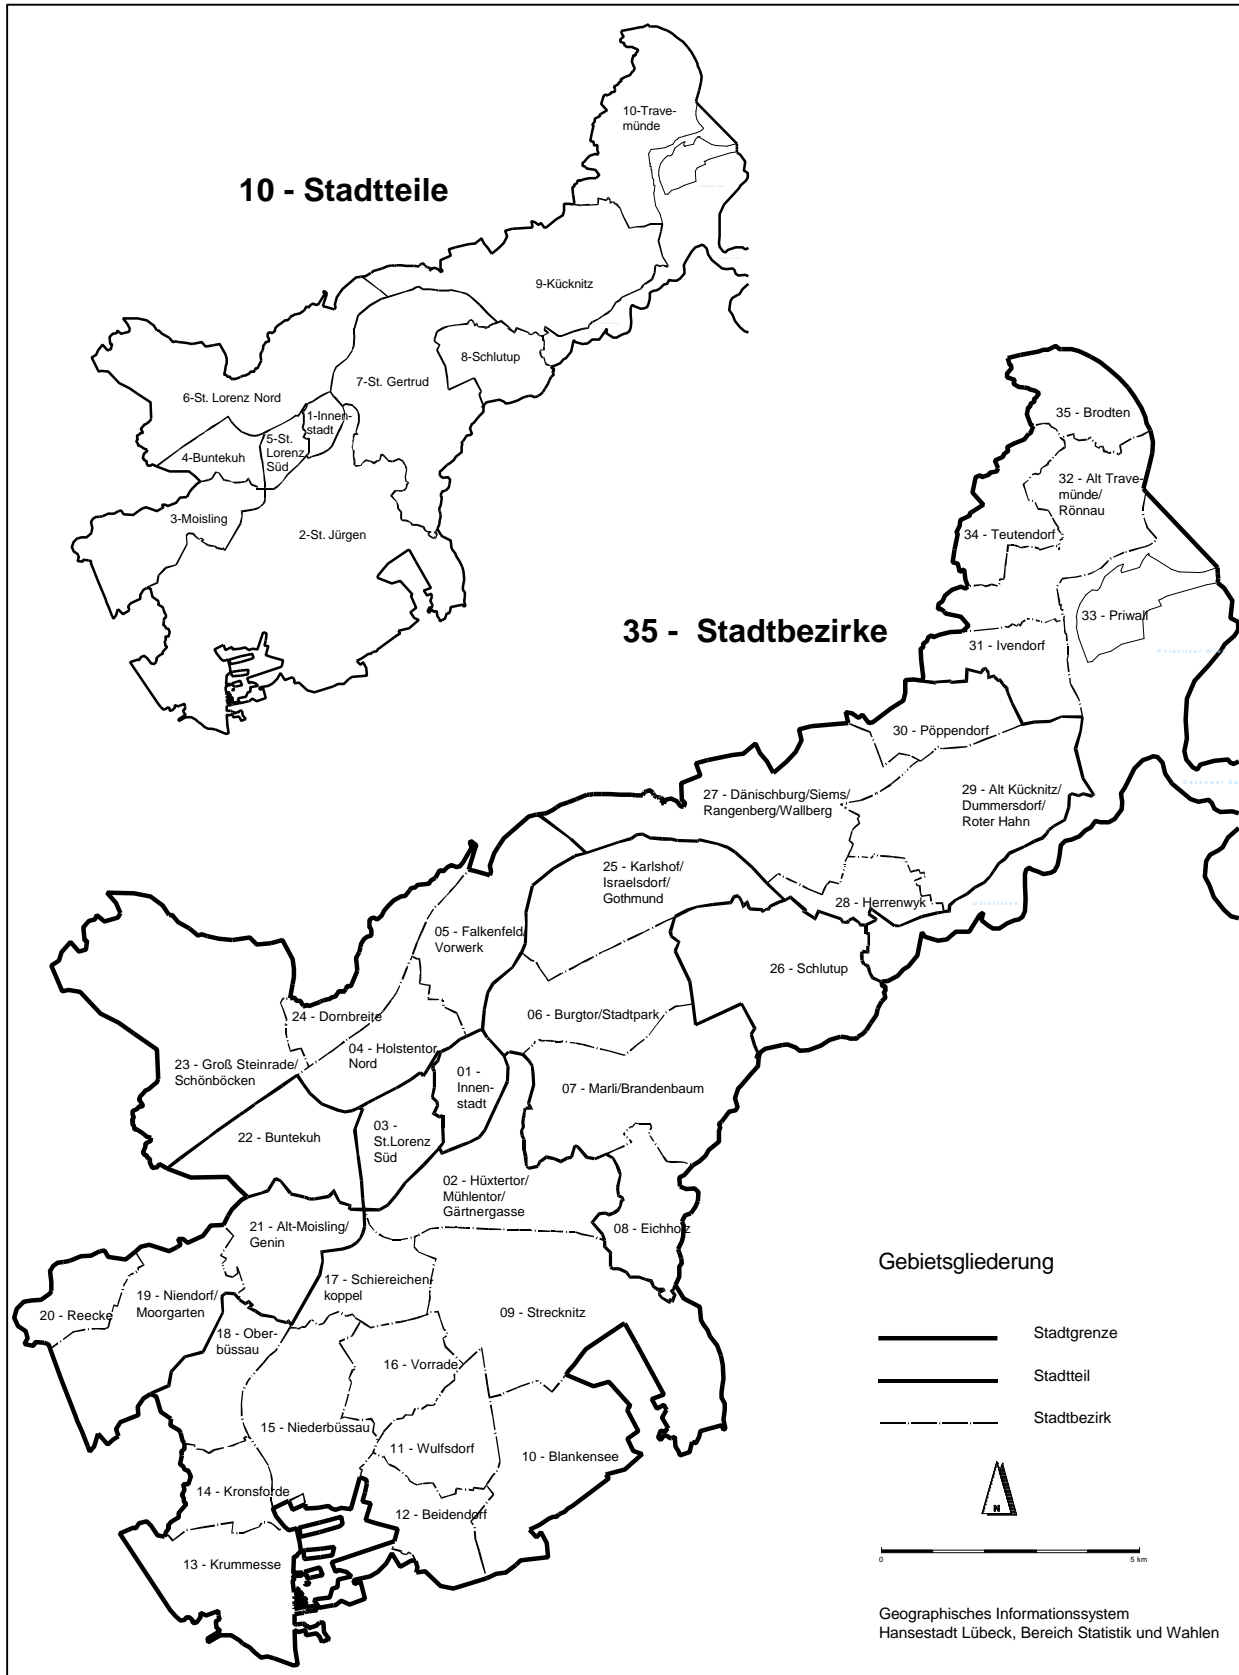 10-Trave-
münde
10 - Stadtteile
9-Kücknitz
8-Schlutup
7-St. Gertrud
6-St. Lorenz Nord
1-Innen-
stadt
5-St.
Lorenz
Süd
4-Buntekuh
3-Moisling
2-St. Jürgen
35 - Stadtbezirke
35 - Brodten
32 - Alt Trave-
münde/
Rönnau
34 - Teutendorf
33 - Priwall
31 - Ivendorf
Pötenitzer Wiek
30 - Pöppendorf
27 - Dänischburg/Siems/
Rangenberg/Wallberg
29 - Alt Kücknitz/
Dummersdorf/
Roter Hahn
25 - Karlshof/
Israelsdorf/
Gothmund
28 - Herrenwyk
Untertrave
05 - Falkenfeld/
Vorwerk
26 - Schlutup
24 - Dornbreite
06 - Burgtor/Stadtpark
04 - Holstentor
Nord
23 - Groß Steinrade/
Schönböcken
01 -
Innen-
stadt
07 - Marli/Brandenbaum
03 -
St.Lorenz
Süd
22 - Buntekuh
02 - Hüxtertor/
Mühlentor/
Gärtnergasse
08 - Eichholz
21 - Alt-Moisling/
Genin
17 - Schiereichen-
koppel
19 - Niendorf/
Moorgarten
20 - Reecke
09 - Strecknitz
18 - Ober-
büssau
16 - Vorrade
15 - Niederbüssau
11 - Wulfsdorf
10 - Blankensee
14 - Kronsforde
12 - Beidendorf
13 - Krummesse
Gebietsgliederung
Stadtgrenze
Stadtteil
Stadtbezirk
N
0 5 km
Geographisches Informationssystem
Hansestadt Lübeck, Bereich Statistik und Wahlen